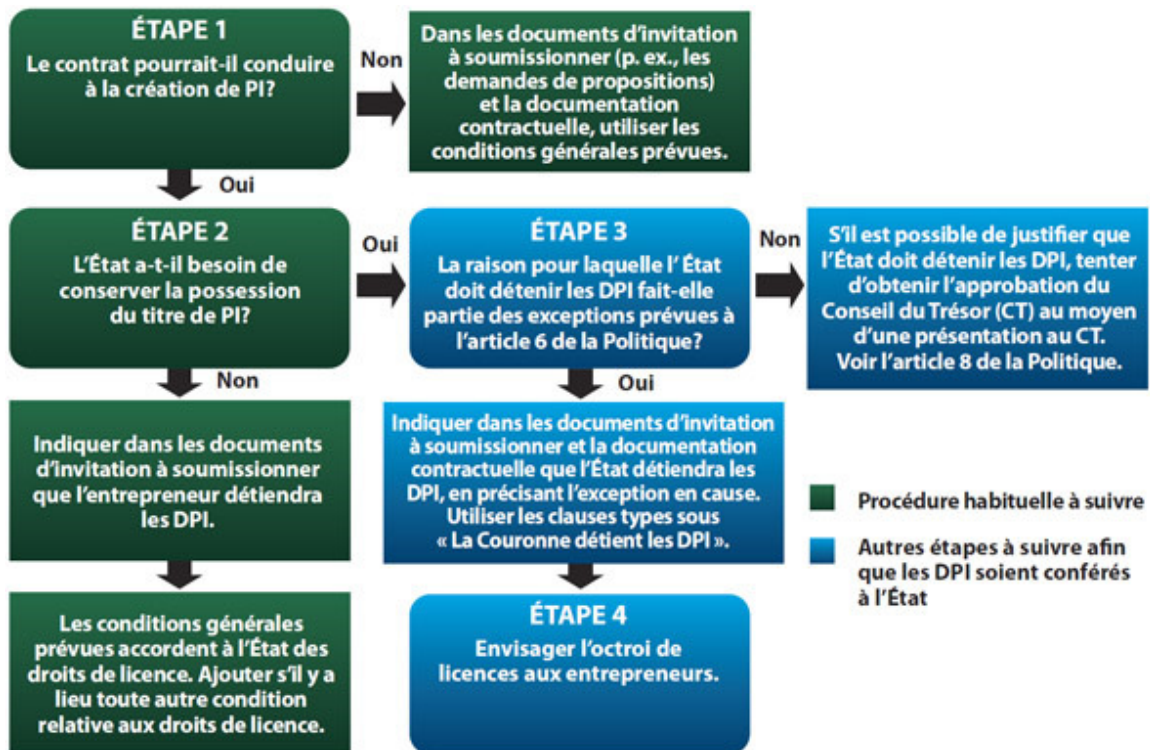 ÉTAPE 1
Le contrat pourrait-il conduire
à la création de PI?
Non
Dans les documents d'invitation
à soumissionner (p. ex., les
demandes de propositions)
et la documentation
contractuelle, utiliser les
conditions générales prévues.
Oui
ÉTAPE 2
L'État a-t-il besoin de
conserver la possession
du titre de PI?
Oui
ÉTAPE 3
La raison pour laquelle l' État
doit détenir les DPI fait-elle
partie des exceptions prévues à
l'article 6 de la Politique?
Non
S'il est possible de justifier que
l'État doit détenir les DPI, tenter
d'obtenir l'approbation du
Conseil du Trésor (CT) au moyen
d'une présentation au CT.
Voir l'article 8 de la Politique.
Non
Oui
Indiquer dans les documents
d'invitation à soumissionner
que l'entrepreneur détiendra
les DPI.
Indiquer dans les documents d'invitation
à soumissionner et la documentation
contractuelle que l'État détiendra les
DPI, en précisant l'exception en cause.
Utiliser les clauses types sous
« La Couronne détient les DPI ».
Les conditions générales
prévues accordent à l'État des
droits de licence. Ajouter s'il y a
lieu toute autre condition
relative aux droits de licence.
ÉTAPE 4
Envisager l'octroi de
licences aux entrepreneurs.
Procédure habituelle à suivre
Autres étapes à suivre afin
que les DPI soient conférés
à l'État